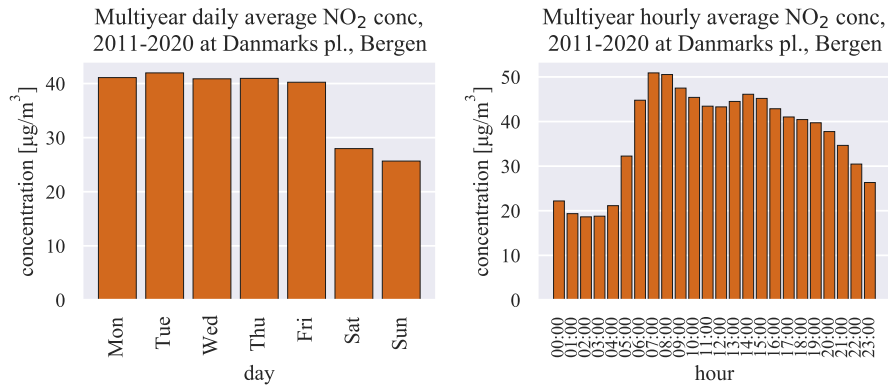 Multiyear daily average NO₂ conc,
2011-2020 at Danmarks pl., Bergen
concentration [µg/m³]
40
30
20
10
0
Mon Tue Wed Thu Fri Sat Sun
day
Multiyear hourly average NO₂ conc,
2011-2020 at Danmarks pl., Bergen
concentration [µg/m³]
50
40
30
20
10
0
00:00 01:00 02:00 03:00 04:00 05:00 06:00 07:00 08:00 09:00 10:00 11:00 12:00 13:00 14:00 15:00 16:00 17:00 18:00 19:00 20:00 21:00 22:00 23:00
hour